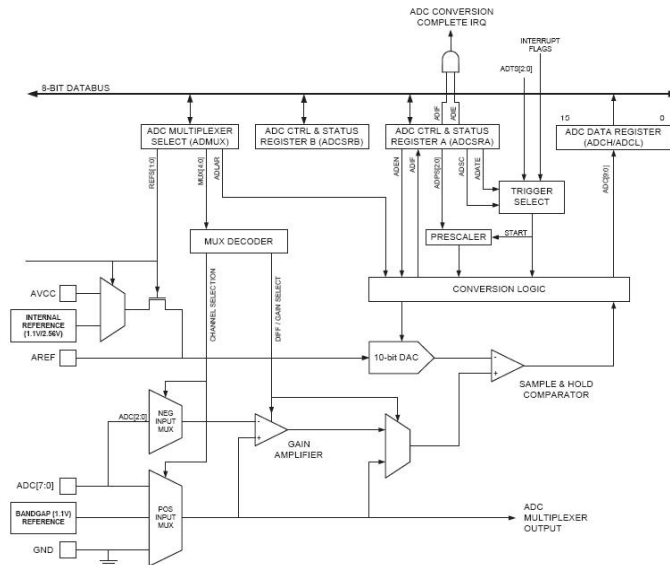 ADC CONVERSION
COMPLETE IRQ
INTERRUPT
FLAGS
ADTS[2:0]
8-BIT DATABUS
ADIF
ADIE
15
0
ADC MULTIPLEXER
SELECT (ADMUX)
ADC CTRL & STATUS
REGISTER B (ADCSRB)
ADC CTRL & STATUS
REGISTER A (ADCSRA)
ADC DATA REGISTER
(ADCH/ADCL)
REFS[1:0]
MUX[4:0]
ADLAR
ADEN
ADIF
ADPS[2:0]
ADSC
ADATE
ADC[9:0]
TRIGGER
SELECT
MUX DECODER
PRESCALER
START
CHANNEL SELECTION
DIFF / GAIN SELECT
CONVERSION LOGIC
AVCC
INTERNAL
REFERENCE
(1.1V/2.56V)
AREF
10-bit DAC
-
+
SAMPLE & HOLD
COMPARATOR
ADC[2:0]
NEG
INPUT
MUX
-
+
GAIN
AMPLIFIER
ADC[7:0]
BANDGAP (1.1V)
REFERENCE
POS
INPUT
MUX
ADC
MULTIPLEXER
OUTPUT
GND